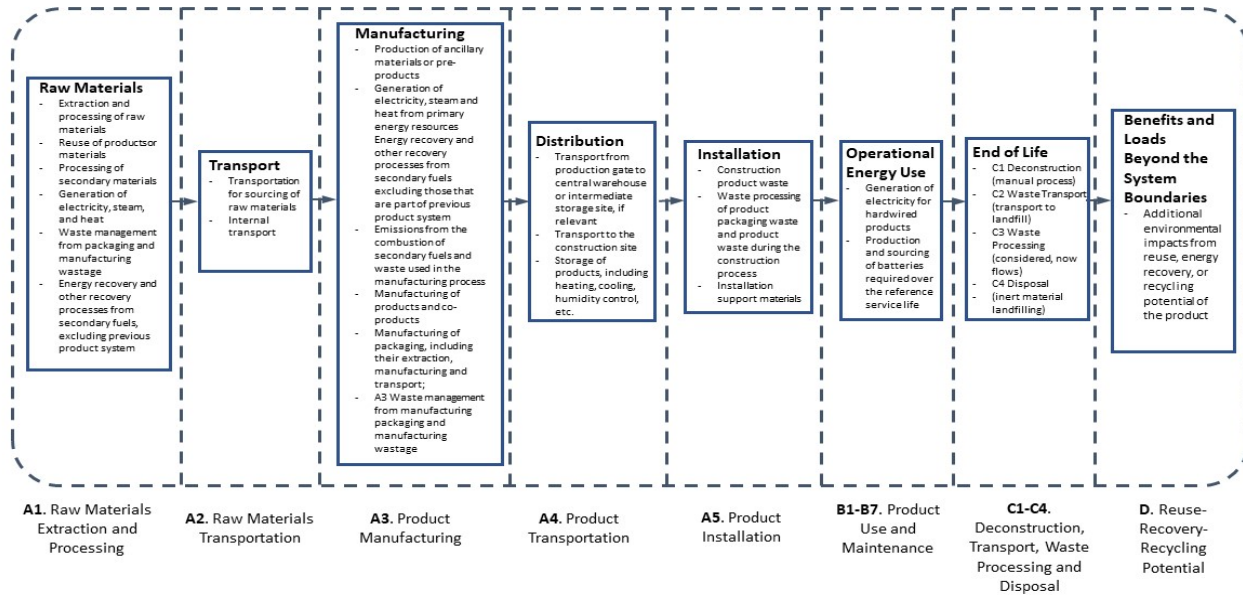 Raw Materials
- Extraction and
processing of raw
materials
- Reuse of productsor
materials
- Processing of
secondary materials
- Generation of
electricity, steam,
and heat
- Waste management
from packaging and
manufacturing
wastage
- Energy recovery and
other recovery
processes from
secondary fuels,
excluding previous
product system
Transport
- Transportation
for sourcing of
raw materials
- Internal
transport
Manufacturing
- Production of ancillary
materials or pre-
products
- Generation of
electricity, steam and
heat from primary
energy resources
Energy recovery and
other recovery
processes from
secondary fuels
excluding those that
are part of previous
product system
- Emissions from the
combustion of
secondary fuels and
waste used in the
manufacturing process
- Manufacturing of
products and co-
products
- Manufacturing of
packaging, including
their extraction,
manufacturing and
transport;
- A3 Waste management
from manufacturing
packaging and
manufacturing
wastage
Distribution
- Transport from
production gate to
central warehouse
or intermediate
storage site, if
relevant
- Transport to the
construction site
- Storage of
products, including
heating, cooling,
humidity control,
etc.
Installation
- Construction
product waste
- Waste processing
of product
packaging waste
and product
waste during the
construction
process
- Installation
support materials
Operational
Energy Use
- Generation of
electricity for
hardwired
products
- Production
and sourcing
of batteries
required over
the reference
service life
End of Life
- C1 Deconstruction
(manual process)
- C2 Waste Transport
(transport to
landfill)
- C3 Waste
Processing
(considered, now
flows)
- C4 Disposal
- (inert material
landfilling)
Benefits and
Loads
Beyond the
System
Boundaries
- Additional
environmental
impacts from
reuse, energy
recovery, or
recycling
potential of
the product
A1. Raw Materials
Extraction and
Processing
A2. Raw Materials
Transportation
A3. Product
Manufacturing
A4. Product
Transportation
A5. Product
Installation
B1-B7. Product
Use and
Maintenance
C1-C4.
Deconstruction,
Transport, Waste
Processing and
Disposal
D. Reuse-
Recovery-
Recycling
Potential